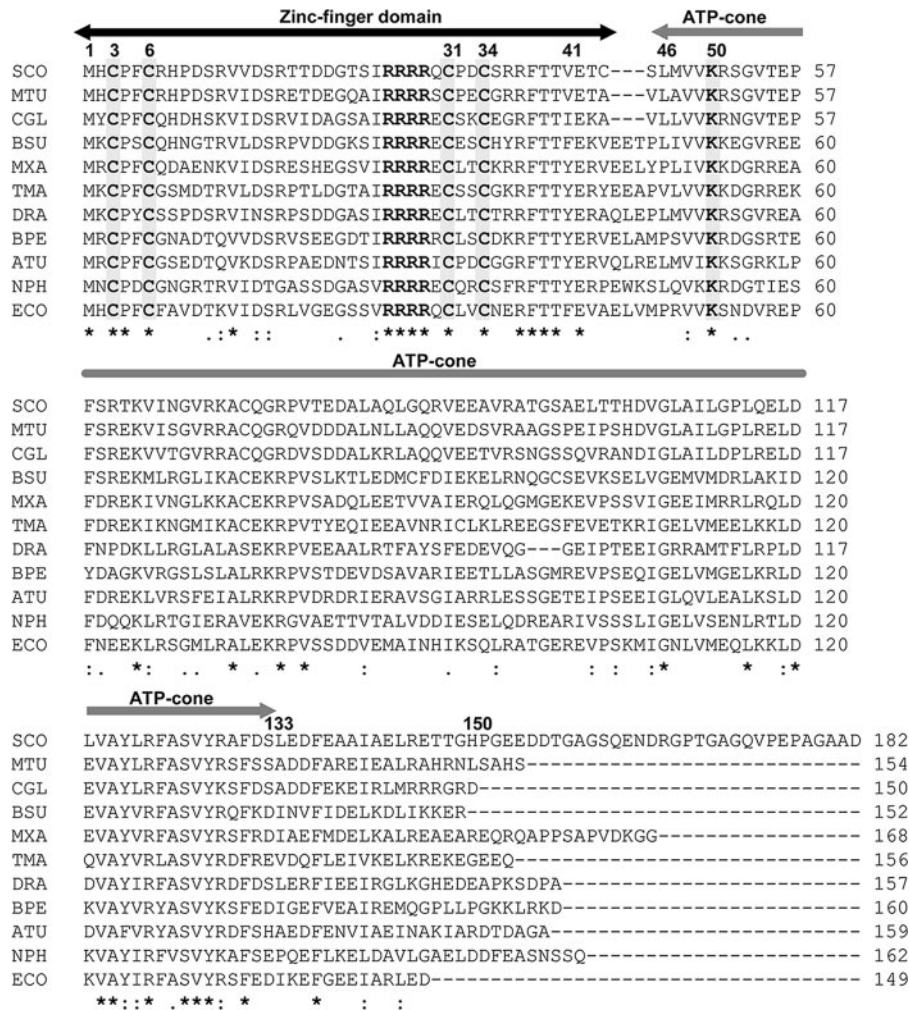 Zinc-finger domain ATP-cone
1 3 6 31 34 41 46 50
SCO MHCPFCRHPDSRVVDSRTTDDGTSIRRRRQCPDCSRRFTTVETC---SLMVVKRSGVTEP 57
MTU MHCPFCRHPDSRVIDSRETDEGQAIRRRRSCPECGRRFTTVETA---VLAVVKRSGVTEP 57
CGL MYCPFCQHDHSKVIDSRVIDAGSAIRRRRECSKCEGRFTTIEKA---VLLVVKRNGVTEP 57
BSU MKCPSCQHNGTRVLDSRPVDDGKSIRRRRECESCHYRFTTFEKVEETPLIVVKKEGVREE 60
MXA MRCPFCQDAENKVIDSRESHEGSVIRRRRECLTCKRRFTTYERVEELYPLIVKKDGRREA 60
TMA MKCPFCGSMDTRVLDSRPTLDGTAIRRRRECSSCGKRFTTYERYEEAPVLVVKKDGRREK 60
DRA MKCPYCSSPDSRVINSRPSDDGASIRRRRECLTCTRRFTTYERAQLEPLMVVKRSGVREA 60
BPE MRCPFCGNADTQVVDSRVSEEGDTIRRRRRCLSCDKRFTTYERVELAMPSVVKRDGSRTE 60
ATU MRCPFCGSEDTQVKDSRPAEDNTSIRRRRICPDCGGRFTTYERVQLRELMVIKKSGRKLP 60
NPH MNCPDCGNGRTRVIDTGASSDGASVRRRRECQRCSFRFTTYERPEWKSLQVKKRDGTIES 60
ECO MHCPFCFAVDTKVIDSRLVGEGSSVRRRRQCLVCNERFTTFEVAELVMPRVVKSNDVREP 60
* ** * .:* :: . .:**** * * **** * : * ..
ATP-cone
SCO FSRTKVINGVRKACQGRPVTEDALAQLGQRVEEAVRATGSAELTTHDVGLAILGPLQELD 117
MTU FSREKVISGVRRACQGRQVDDDALNLLAQQVEDSVRAAGSPEIPSHDVGLAILGPLRELD 117
CGL FSREKVVTGVRRACQGRDVSDDALKRLAQQVEETVRSNGSSQVRANDIGLAILDPLRELD 117
BSU FSREKMLRGLIKACEKRPVSLKTLEDMCFDIEKELRNQGCSEVKSELVGEMVMDRLAKID 120
MXA FDREKIVNGLKKACEKRPVSADQLEETVVAIERQLQGMGEKEVPSSVIGEEIMRRLRQLD 120
TMA FDREKIKNGMIKACEKRPVTYEQIEEAVNRICLKLREEGSFEVETKRIGELVMEELKKLD 120
DRA FNPDKLLRGLALASEKRPVEEAALRTFAYSFEDEVQG---GEIPTEEIGRRAMTFLRPLD 117
BPE YDAGKVRGSLSLALRKRPVSTDEVDSAVARIEETLLASGMREVPSEQIGELVMGELKRLD 120
ATU FDREKLVRSFEIALRKRPVDRDRIERAVSGIARRLESSGETEIPSEEIGLQVLEALKSLD 120
NPH FDQQKLRTGIERAVEKRGVAETTVTALVDDIESELQDREARIVSSSLIGELVSENLRTLD 120
ECO FNEEKLRSGMLRALEKRPVSSDDVEMAINHIKSQLRATGEREVPSKMIGNLVMEQLKKLD 120
:. *: .. * * * : . : : : * * :*
ATP-cone
133 150
SCO LVAYLRFASVYRAFDSLEDFEAAIAELRETTGHPGEEDDTGAGSQENDRGPTGAGQVPEPAGAAD 182
MTU EVAYLRFASVYRSFSSADDFAREIEALRAHRNLSAHS---------------------------- 154
CGL EVAYLRFASVYKSFDSADDFEKEIRLMRRRGRD-------------------------------- 150
BSU EVAYVRFASVYRQFKDINVFIDELKDLIKKER--------------------------------- 152
MXA EVAYVRFASVYRSFRDIAEFMDELKALREAEAREQRQAPPSAPVDKGG----------------- 168
TMA QVAYVRLASVYRDFREVDQFLEIVKELKREKEGEEQ----------------------------- 156
DRA DVAYIRFASVYRDFDSLERFIEEIRGLKGHEDEAPKSDPA------------------------- 157
BPE KVAYVRYASVYKSFEDIGEFVEAIREMQGPLLPGKKLRKD------------------------- 160
ATU DVAFVRYASVYRDFSHAEDFENVIAEINAKIARDTDAGA-------------------------- 159
NPH KVAYIRFVSVYKAFSEPQEFLKELDAVLGAELDDFEASNSSQ----------------------- 162
ECO KVAYIRFASVYRSFEDIKEFGEEIARLED------------------------------------ 149
**::* .***: * * : :